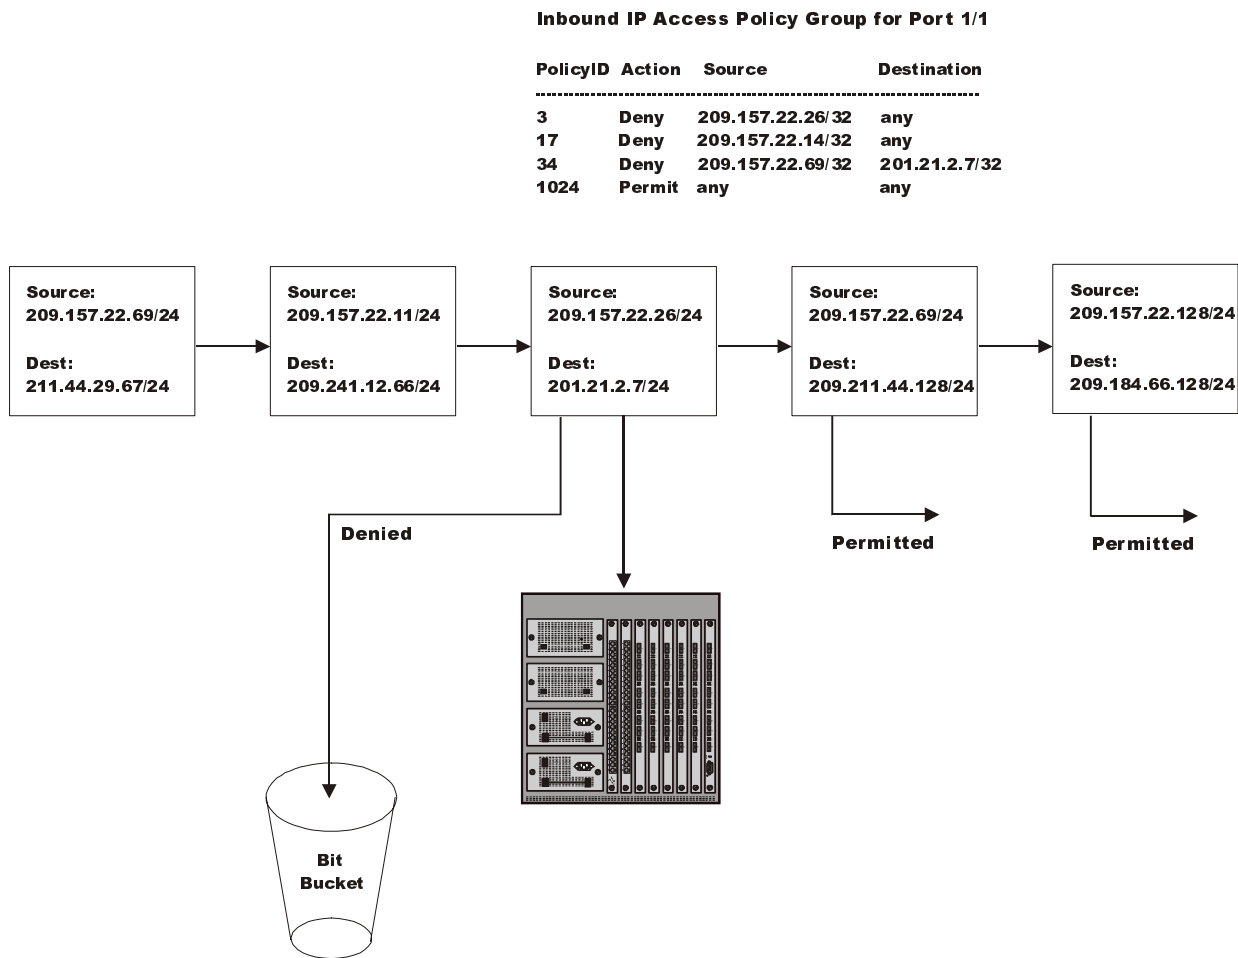 Inbound IP Access Policy Group for Port 1/1
PolicyID Action Source Destination
--------------------------------------------------------------------------------
3 Deny 209.157.22.26/32 any
17 Deny 209.157.22.14/32 any
34 Deny 209.157.22.69/32 201.21.2.7/32
1024 Permit any any
Source:
209.157.22.69/24
Dest:
211.44.29.67/24
Source:
209.157.22.11/24
Dest:
209.241.12.66/24
Source:
209.157.22.26/24
Dest:
201.21.2.7/24
Source:
209.157.22.69/24
Dest:
209.211.44.128/24
Source:
209.157.22.128/24
Dest:
209.184.66.128/24
Denied
Permitted
Permitted
Bit
Bucket